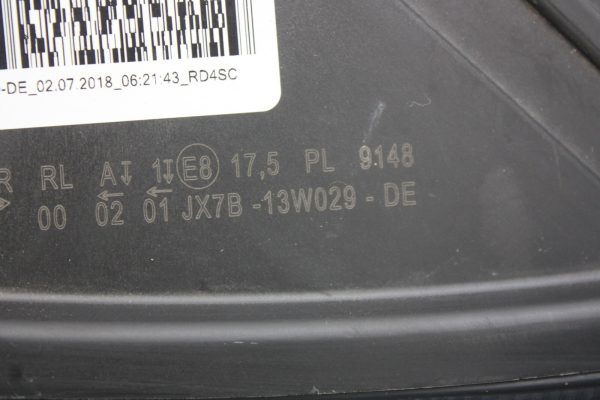 -DE_02.07.2018_06:21:43_RD4SC
R RL A↧ 1↧ E8 17,5 PL 9148
→ 00 ← 02 ← 01 JX7B -13W029 - DE